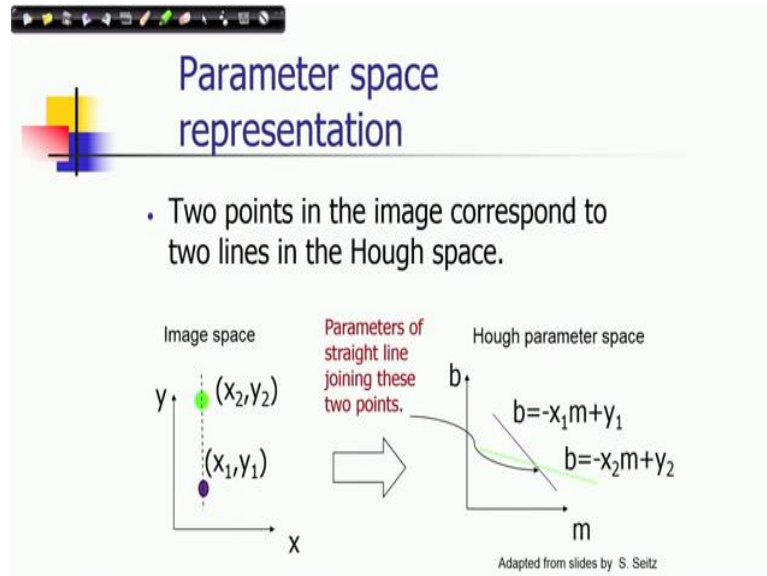 Parameter space
representation
• Two points in the image correspond to
two lines in the Hough space.
Image space
Parameters of
straight line
joining these
two points.
Hough parameter space
y
(x₂,y₂)
(x₁,y₁)
x
b
b=-x₁m+y₁
b=-x₂m+y₂
m
Adapted from slides by S. Seitz